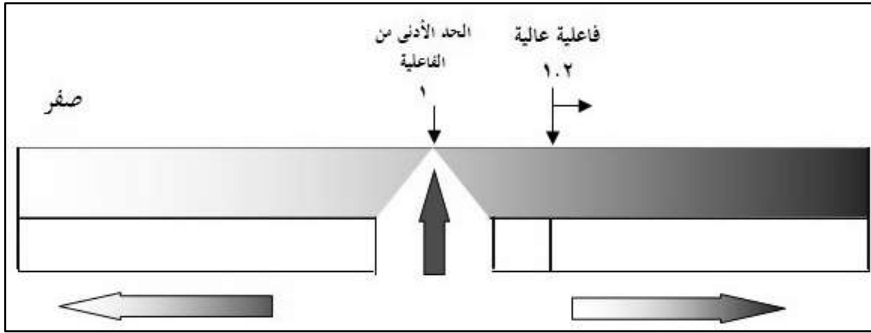 فاعلية عالية
١.٢
الحد الأدنى من
الفاعلية
١
صفر